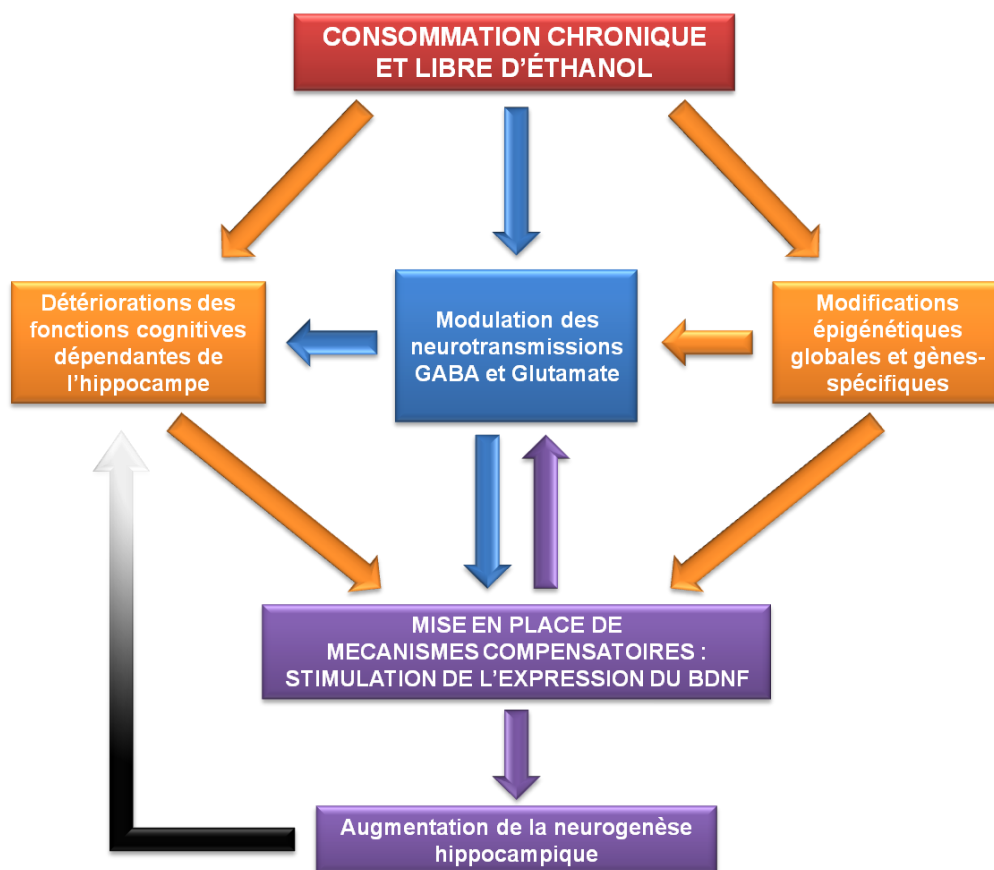 CONSOMMATION CHRONIQUE
ET LIBRE D’ÉTHANOL
Détériorations des
fonctions cognitives
dépendantes de
l’hippocampe
Modulation des
neurotransmissions
GABA et Glutamate
Modifications
épigénétiques
globales et gènes-
spécifiques
MISE EN PLACE DE
MECANISMES COMPENSATOIRES :
STIMULATION DE L’EXPRESSION DU BDNF
Augmentation de la neurogenèse
hippocampique